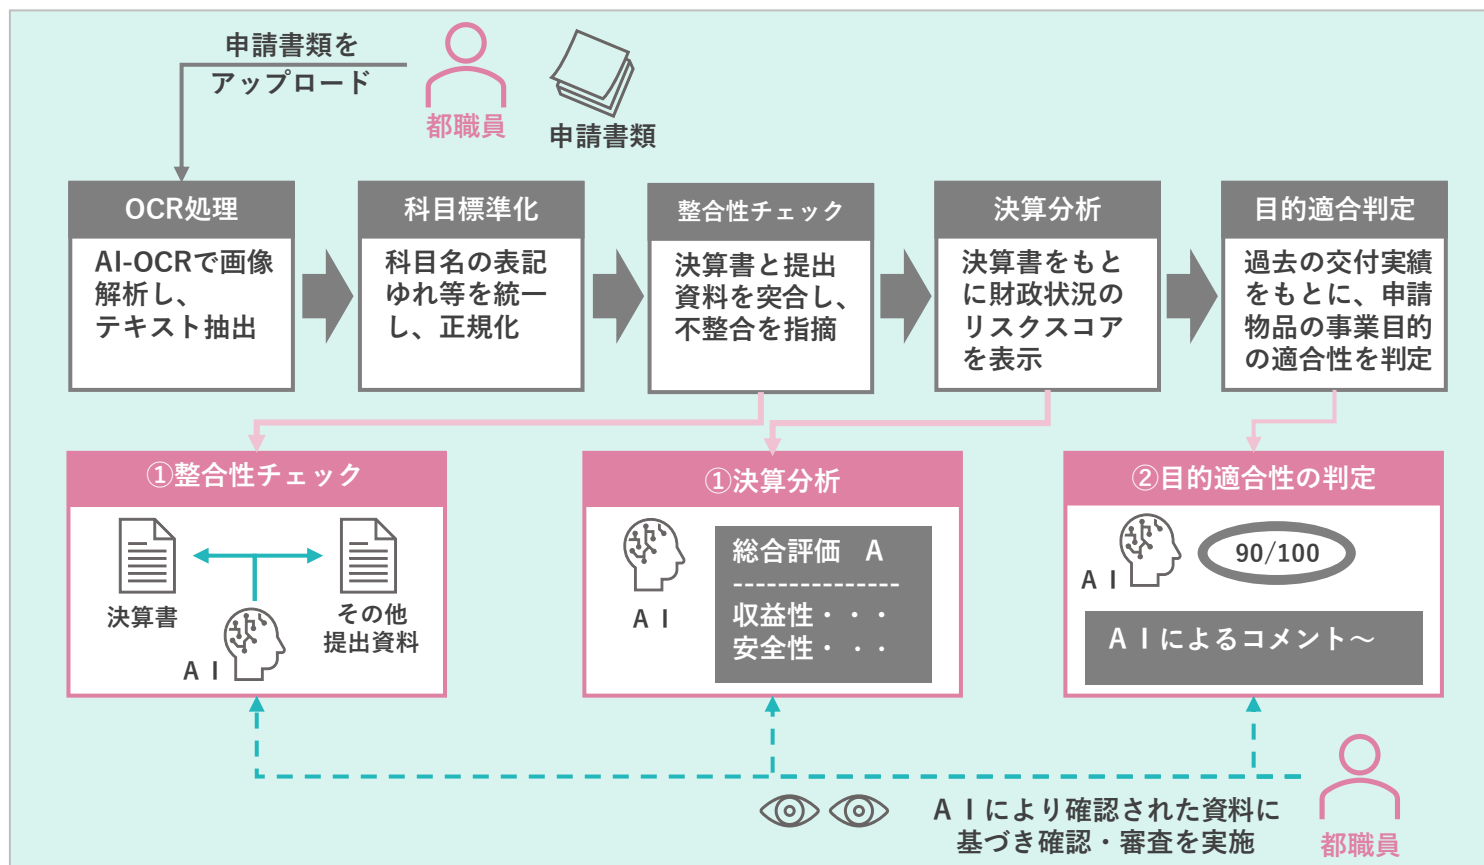 申請書類を
アップロード
都職員
申請書類
OCR処理
AI-OCRで画像
解析し、
テキスト抽出
科目標準化
科目名の表記
ゆれ等を統一
し、正規化
整合性チェック
決算書と提出
資料を突合し、
不整合を指摘
決算分析
決算書をもと
に財政状況の
リスクスコア
を表示
目的適合判定
過去の交付実績
をもとに、申請
物品の事業目的
の適合性を判定
①整合性チェック
決算書
その他
提出資料
ＡＩ
①決算分析
ＡＩ
総合評価　A
---------------
収益性・・・
安全性・・・
②目的適合性の判定
ＡＩ
90/100
ＡＩによるコメント～
ＡＩにより確認された資料に
基づき確認・審査を実施
都職員